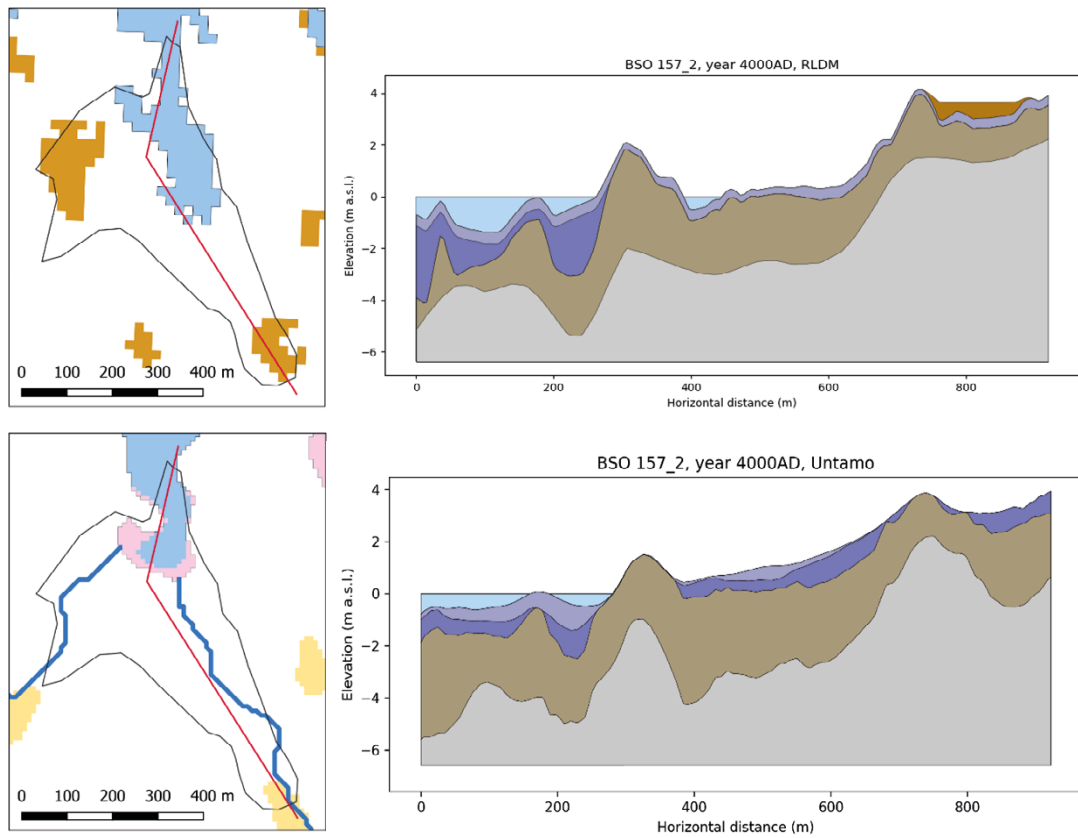 0 100 200 300 400 m
BSO 157_2, year 4000AD, RLDM
Elevation (m a.s.l.)
4
2
0
−2
−4
−6
0 200 400 600 800
Horizontal distance (m)
0 100 200 300 400 m
BSO 157_2, year 4000AD, Untamo
Elevation (m a.s.l.)
4
2
0
−2
−4
−6
0 200 400 600 800
Horizontal distance (m)